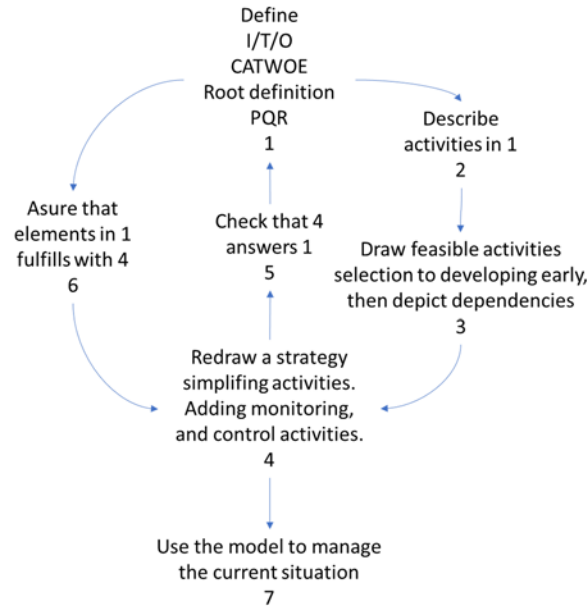 Define
I/T/O
CATWOE
Root definition
PQR
1
Describe
activities in 1
2
Asure that
elements in 1
fulfills with 4
6
Check that 4
answers 1
5
Draw feasible activities
selection to developing early,
then depict dependencies
3
Redraw a strategy
simplifing activities.
Adding monitoring,
and control activities.
4
Use the model to manage
the current situation
7